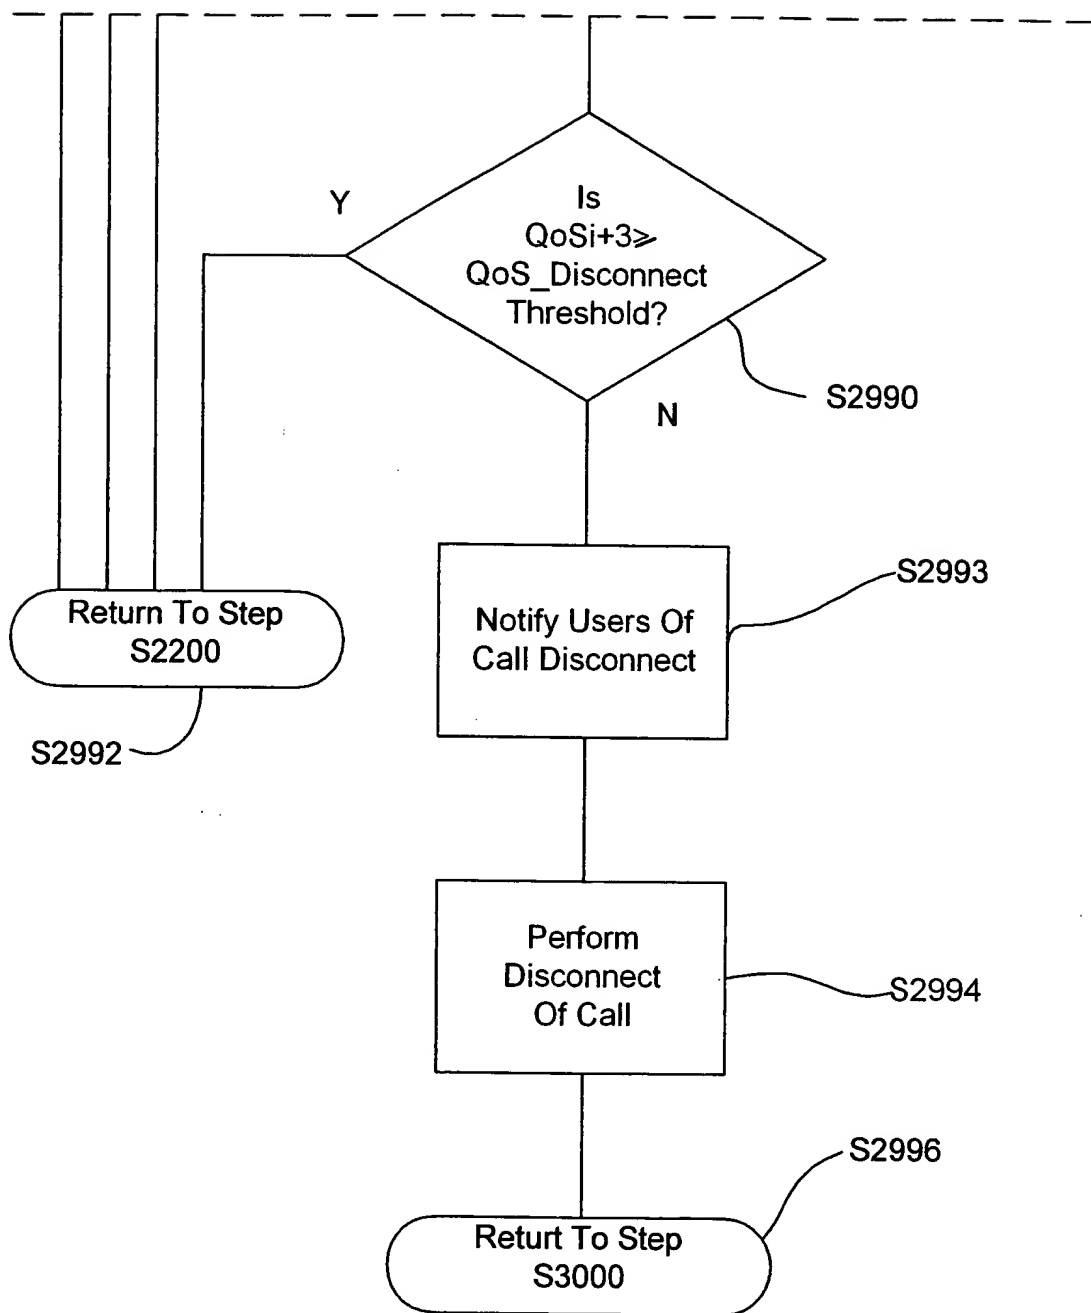 Y
Is
QoSi+3⩾
QoS_Disconnect
Threshold?
S2990
N
S2993
Notify Users Of
Call Disconnect
Return To Step
S2200
S2992
Perform
Disconnect
Of Call
S2994
S2996
Returt To Step
S3000